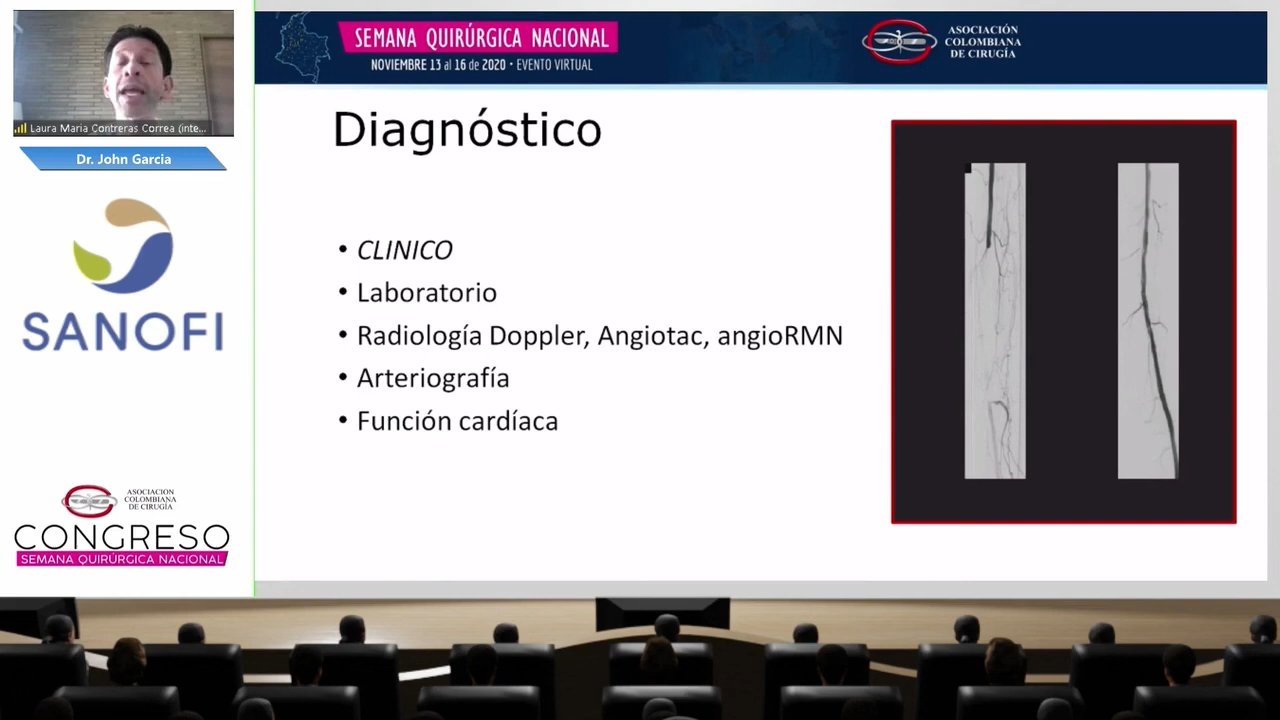 Laura Maria Contreras Correa (inte...
Dr. John Garcia
SANOFI
ASOCIACION
COLOMBIANA
DE CIRUGÍA
CONGRESO
SEMANA QUIRÚRGICA NACIONAL
SEMANA QUIRÚRGICA NACIONAL
NOVIEMBRE 13 al 16 de 2020 • EVENTO VIRTUAL
ASOCIACIÓN
COLOMBIANA
DE CIRUGÍA
Diagnóstico
• CLINICO
• Laboratorio
• Radiología Doppler, Angiotac, angioRMN
• Arteriografía
• Función cardíaca